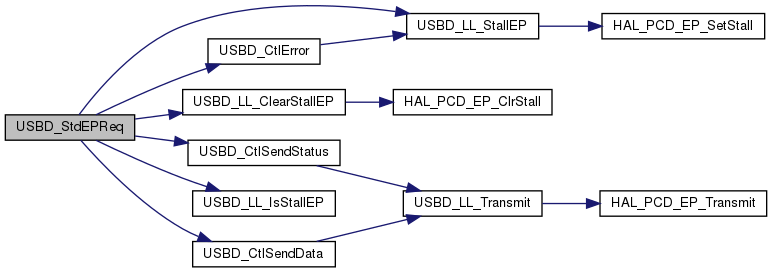 USBD_StdEPReq
USBD_LL_StallEP
HAL_PCD_EP_SetStall
USBD_CtlError
USBD_LL_ClearStallEP
HAL_PCD_EP_ClrStall
USBD_CtlSendStatus
USBD_LL_IsStallEP
USBD_LL_Transmit
HAL_PCD_EP_Transmit
USBD_CtlSendData